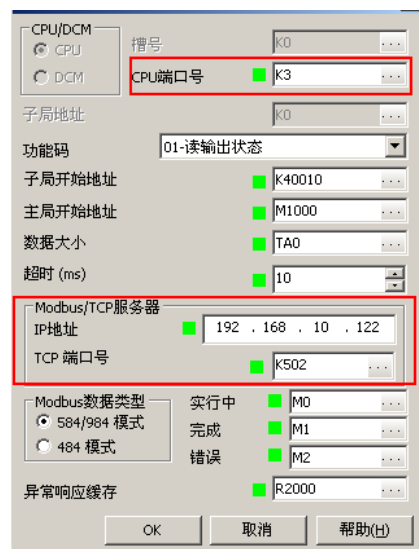 CPU/DCM
CPU
DCM
槽号 K0 ...
CPU端口号 K3 ...
子局地址 K0 ...
功能码 01-读输出状态
子局开始地址 K40010 ...
主局开始地址 M1000 ...
数据大小 TA0 ...
超时 (ms) 10
Modbus/TCP服务器
IP地址 192 . 168 . 10 . 122
TCP 端口号 K502 ...
Modbus数据类型
584/984 模式
484 模式
实行中 M0 ...
完成 M1 ...
错误 M2 ...
异常响应缓存 R2000 ...
OK 取消 帮助(H)